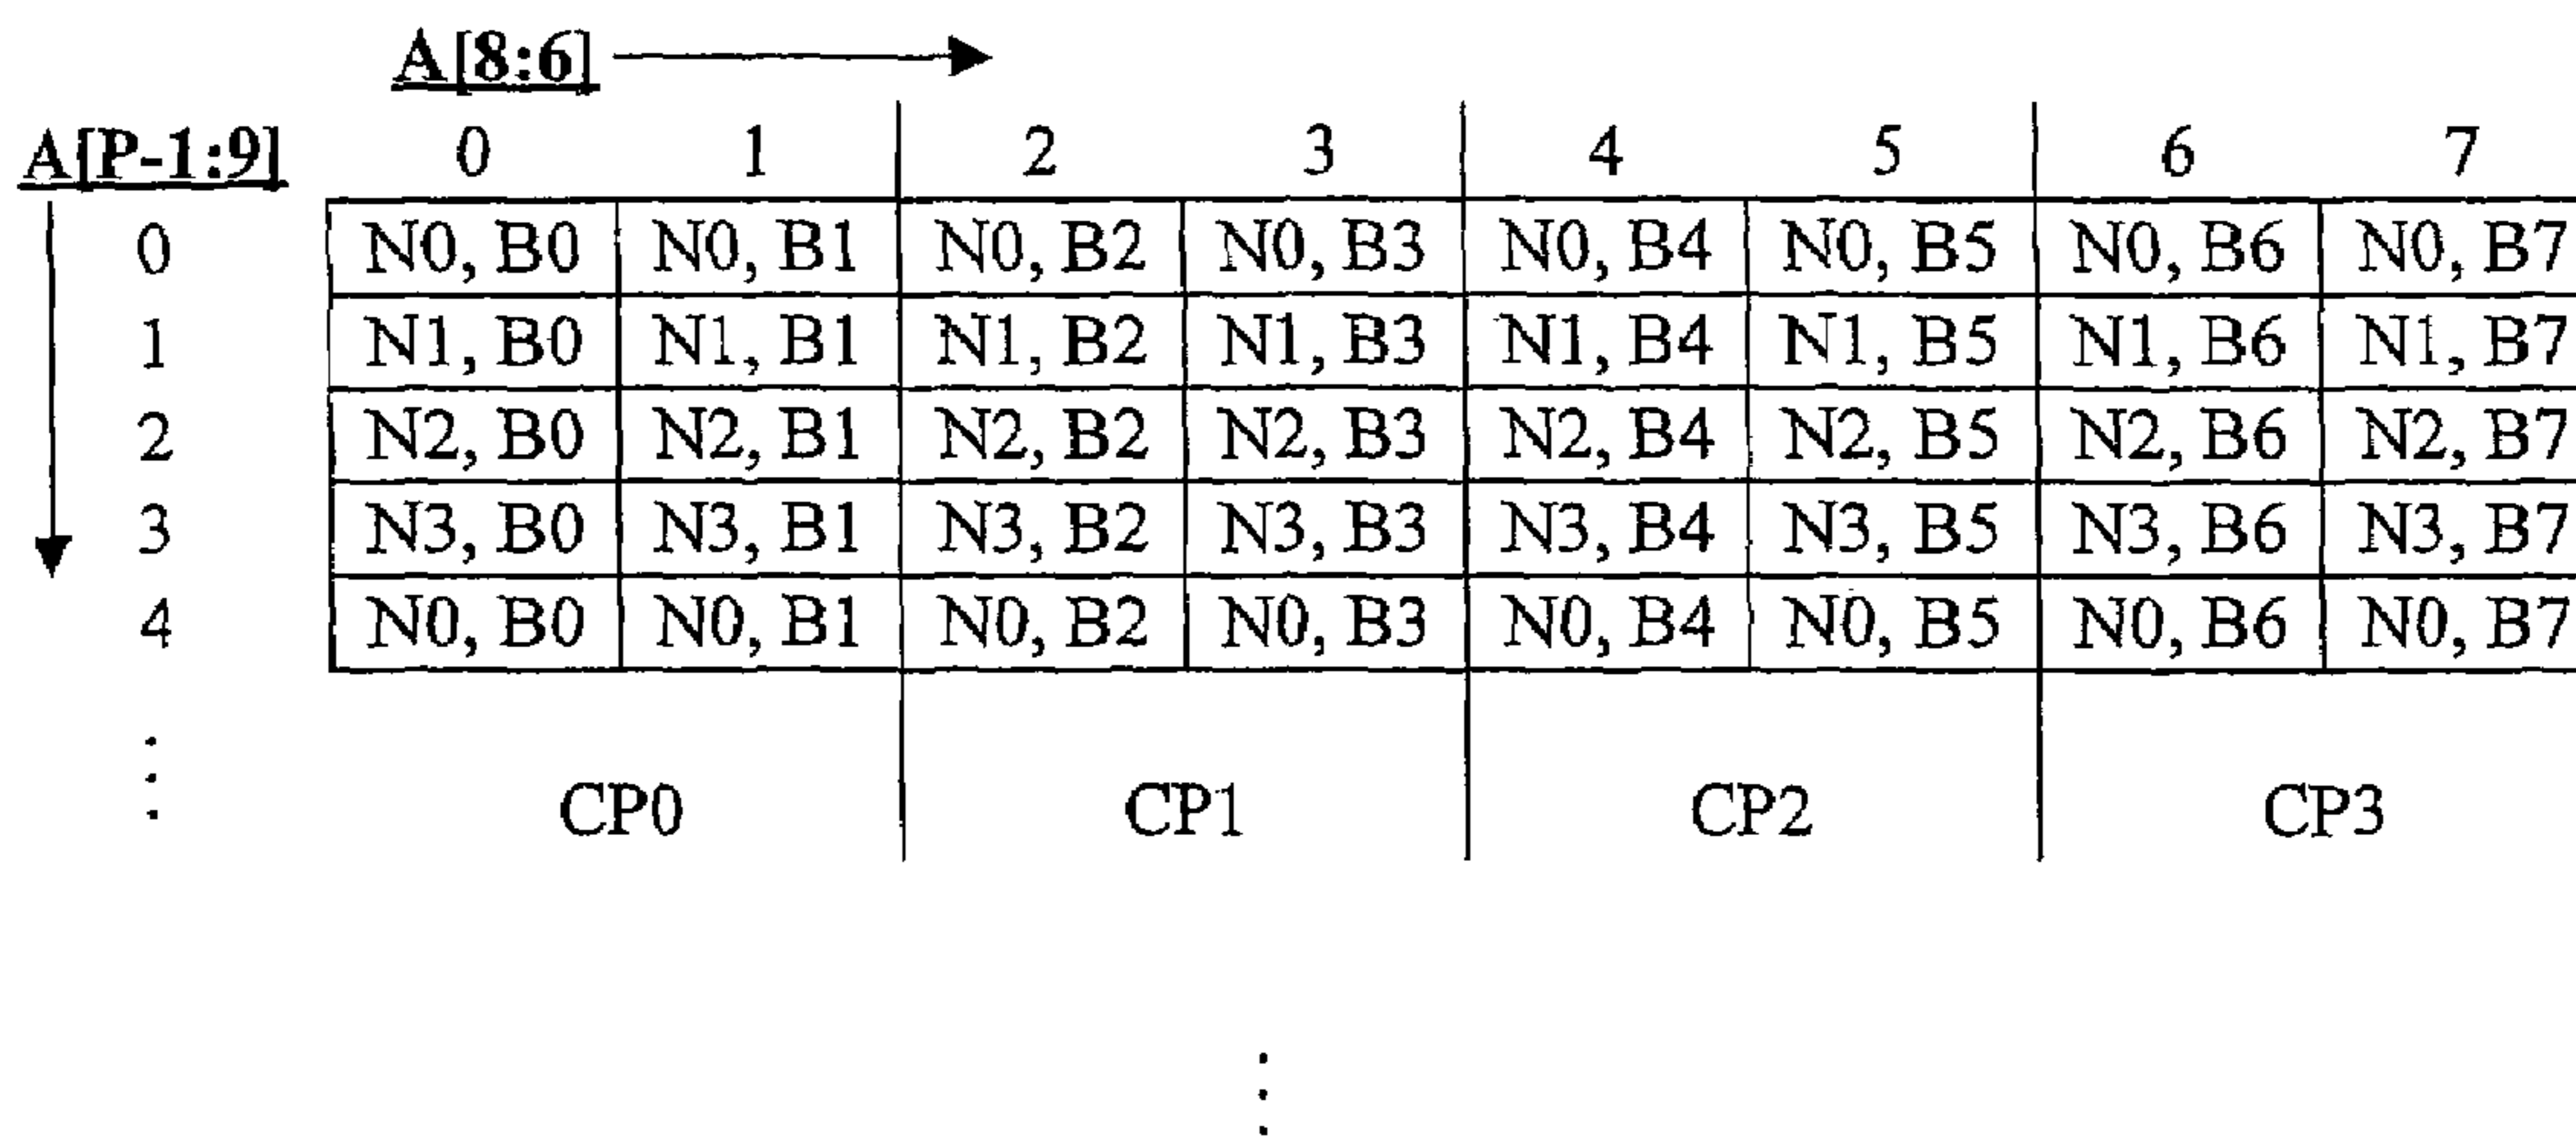 A[8:6]
A[P-1:9] 0 1 2 3 4 5 6 7
0 N0, B0 N0, B1 N0, B2 N0, B3 N0, B4 N0, B5 N0, B6 N0, B7
1 N1, B0 N1, B1 N1, B2 N1, B3 N1, B4 N1, B5 N1, B6 N1, B7
2 N2, B0 N2, B1 N2, B2 N2, B3 N2, B4 N2, B5 N2, B6 N2, B7
3 N3, B0 N3, B1 N3, B2 N3, B3 N3, B4 N3, B5 N3, B6 N3, B7
4 N0, B0 N0, B1 N0, B2 N0, B3 N0, B4 N0, B5 N0, B6 N0, B7
CP0 CP1 CP2 CP3